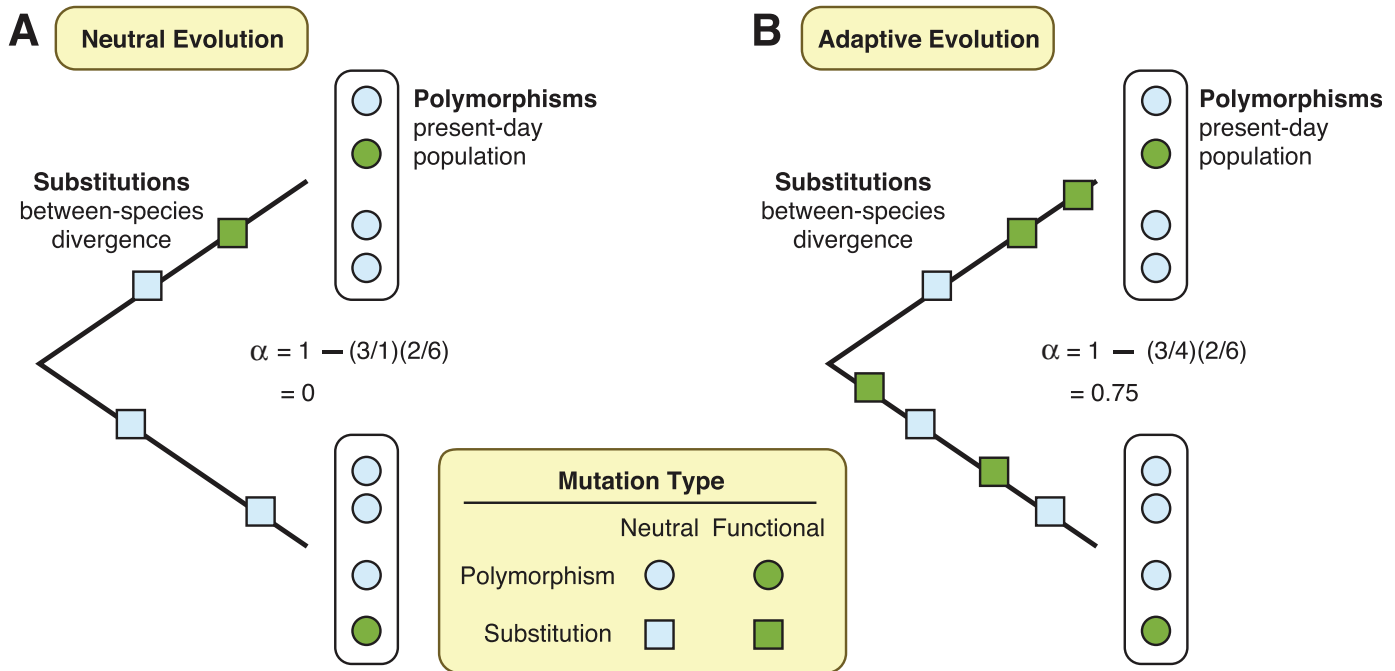 A
Neutral Evolution
Polymorphisms
present-day
population
Substitutions
between-species
divergence
α = 1 — (3/1)(2/6)
= 0
B
Adaptive Evolution
Polymorphisms
present-day
population
Substitutions
between-species
divergence
α = 1 — (3/4)(2/6)
= 0.75
Mutation Type
Neutral Functional
Polymorphism
Substitution